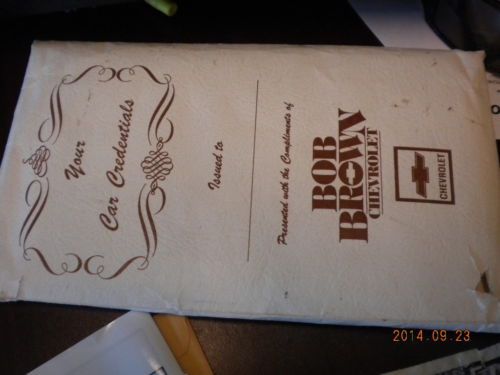 Your
Car Credentials
Issued to
Presented with the Compliments of
BOB
BROWN
CHEVROLET
CHEVROLET
2014.09.23